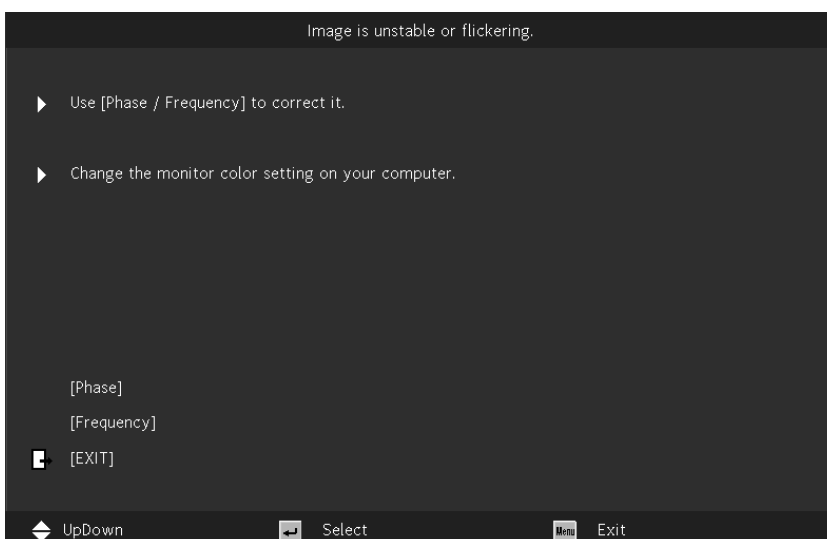 Image is unstable or flickering.
Use [Phase / Frequency] to correct it.
Change the monitor color setting on your computer.
[Phase]
[Frequency]
[EXIT]
UpDown Select Menu Exit